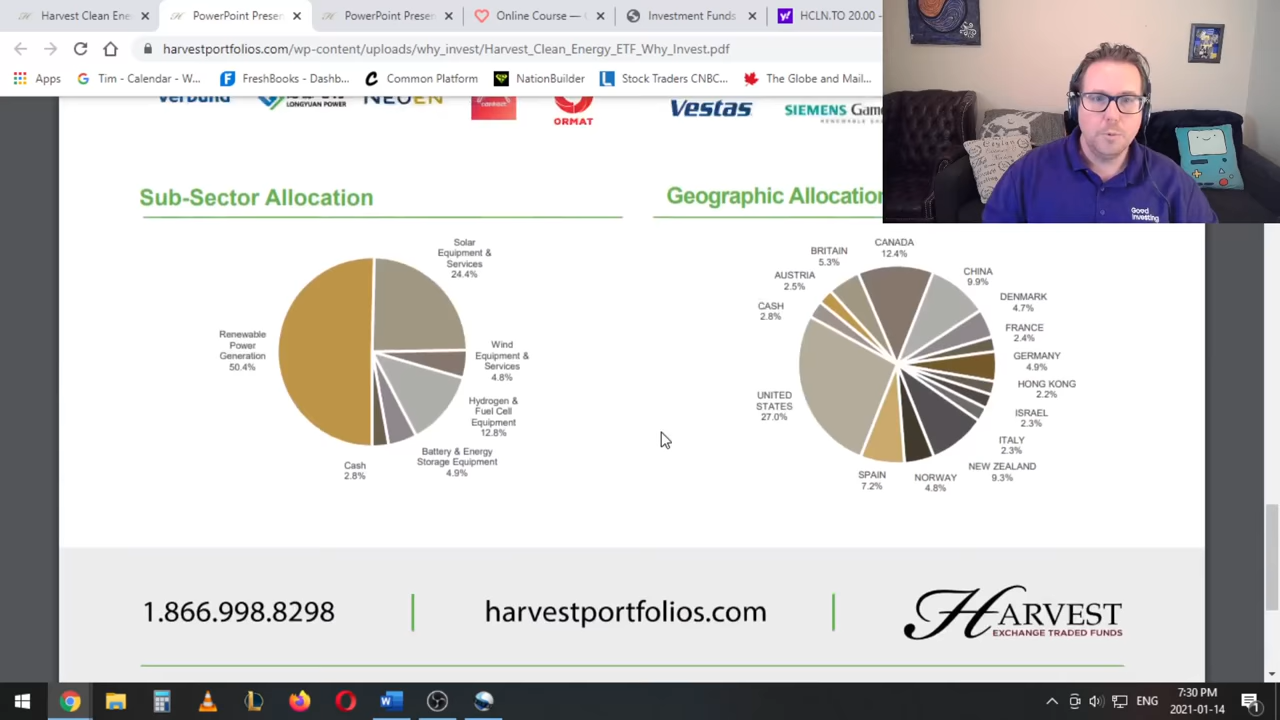 Harvest Clean Ene
PowerPoint Presen
PowerPoint Presen
Online Course —
Investment Funds
HCLN.TO 20.00
harvestportfolios.com/wp-content/uploads/why_invest/Harvest_Clean_Energy_ETF_Why_Invest.pdf
Apps
Tim - Calendar - W...
FreshBooks - Dashb...
Common Platform
NationBuilder
Stock Traders CNBC...
The Globe and Mail...
verbund
LONGYUAN POWER
NEOEN
ORMAT
Vestas
SIEMENS Game
Good
Investing
Sub-Sector Allocation
Geographic Allocation
Solar
Equipment &
Services
24.4%
Wind
Equipment &
Services
4.8%
Hydrogen &
Fuel Cell
Equipment
12.8%
Battery & Energy
Storage Equipment
4.9%
Cash
2.8%
Renewable
Power
Generation
50.4%
CANADA
12.4%
CHINA
9.9%
DENMARK
4.7%
FRANCE
2.4%
GERMANY
4.9%
HONG KONG
2.2%
ISRAEL
2.3%
ITALY
2.3%
NEW ZEALAND
9.3%
NORWAY
4.8%
SPAIN
7.2%
UNITED
STATES
27.0%
CASH
2.8%
AUSTRIA
2.5%
BRITAIN
5.3%
1.866.998.8298
harvestportfolios.com
HARVEST
EXCHANGE TRADED FUNDS
ENG
7:30 PM
2021-01-14